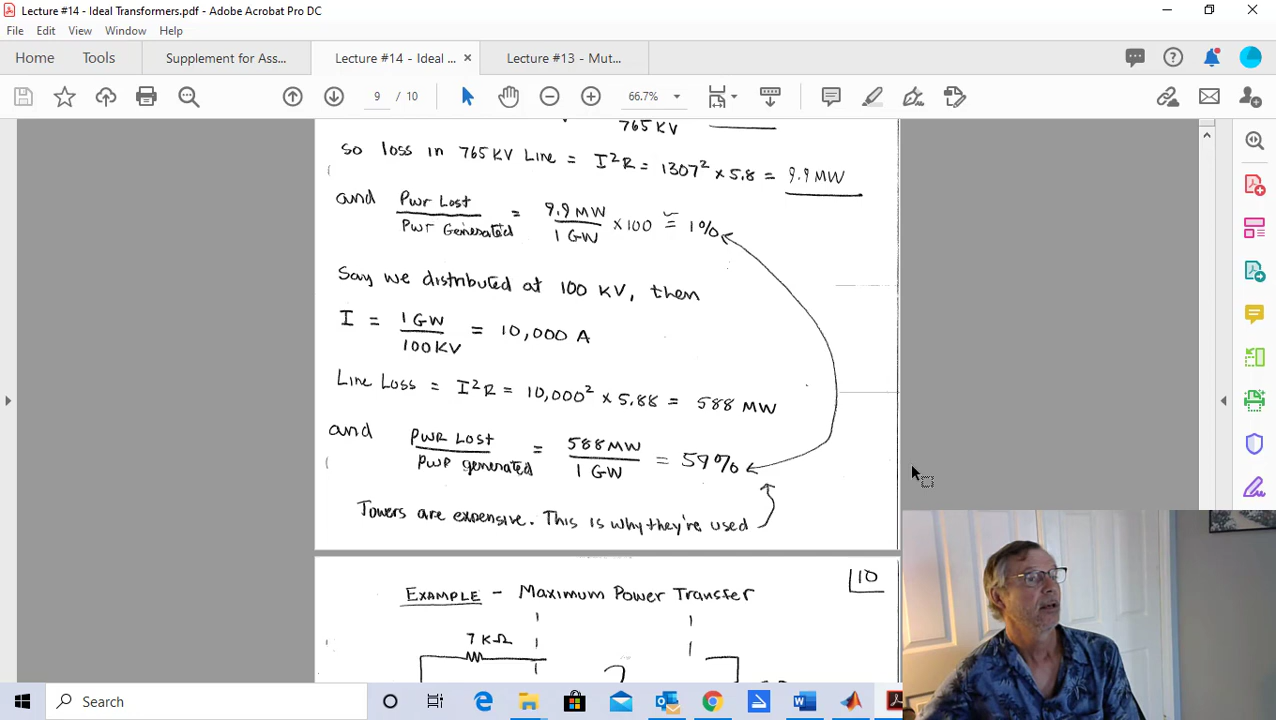 Lecture #14 - Ideal Transformers.pdf - Adobe Acrobat Pro DC
File Edit View Window Help
Home Tools Supplement for Ass... Lecture #14 - Ideal ... × Lecture #13 - Mut...
9 / 10 66.7%
765 KV
so loss in 765 KV Line = I²R = 1307² × 5.8 = 9.9 MW
and Pwr Lost / Pwr Generated = 9.9 MW / 1 GW × 100 ≅ 1%
Say we distributed at 100 KV, then
I = 1 GW / 100 KV = 10,000 A
Line Loss = I²R = 10,000² × 5.88 = 588 MW
and PWR Lost / PWR generated = 588 MW / 1 GW = 59%
Towers are expensive. This is why they're used
10
EXAMPLE - Maximum Power Transfer
7 KΩ
Search